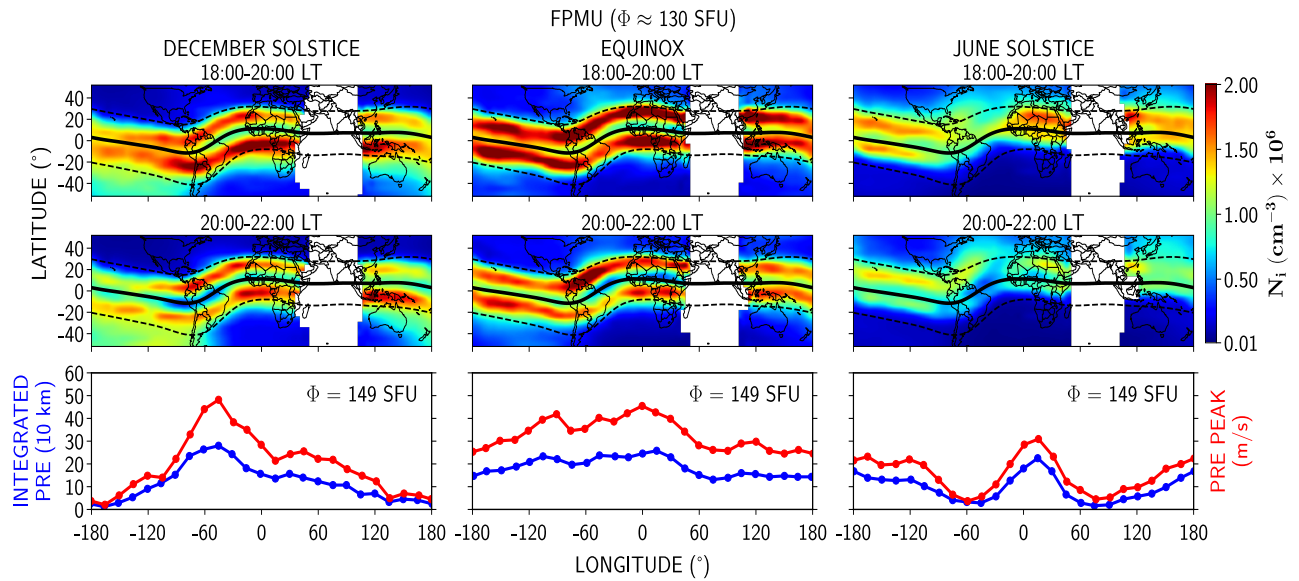 FPMU (Φ ≈ 130 SFU)
DECEMBER SOLSTICE
EQUINOX
JUNE SOLSTICE
18:00-20:00 LT
18:00-20:00 LT
18:00-20:00 LT
40
20
0
-20
-40
20:00-22:00 LT
20:00-22:00 LT
20:00-22:00 LT
40
20
0
-20
-40
LATITUDE (°)
2.00
1.50
1.00
0.50
0.01
Nᵢ (cm⁻³) × 10⁶
60
50
40
30
20
10
0
INTEGRATED
PRE (10 km)
Φ = 149 SFU
Φ = 149 SFU
Φ = 149 SFU
PRE PEAK
(m/s)
-180 -120 -60 0 60 120 180
-180 -120 -60 0 60 120 180
-180 -120 -60 0 60 120 180
LONGITUDE (°)